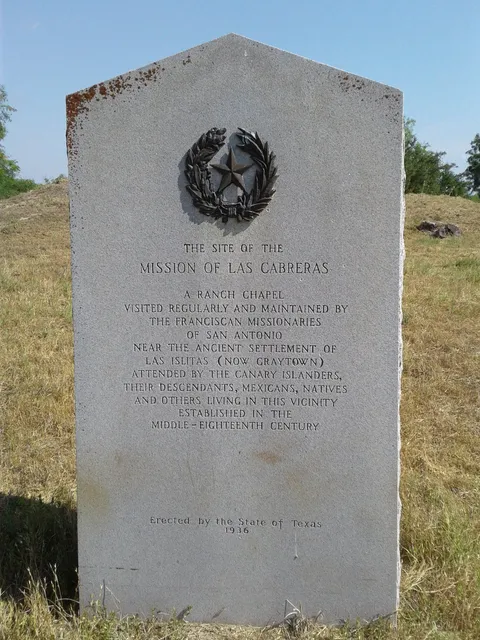 THE SITE OF THE
MISSION OF LAS CABRERAS
A RANCH CHAPEL
VISITED REGULARLY AND MAINTAINED BY
THE FRANCISCAN MISSIONARIES
OF SAN ANTONIO
NEAR THE ANCIENT SETTLEMENT OF
LAS ISLITAS (NOW GRAYTOWN)
ATTENDED BY THE CANARY ISLANDERS,
THEIR DESCENDANTS, MEXICANS, NATIVES
AND OTHERS LIVING IN THIS VICINITY
ESTABLISHED IN THE
MIDDLE-EIGHTEENTH CENTURY
Erected by the State of Texas
1936